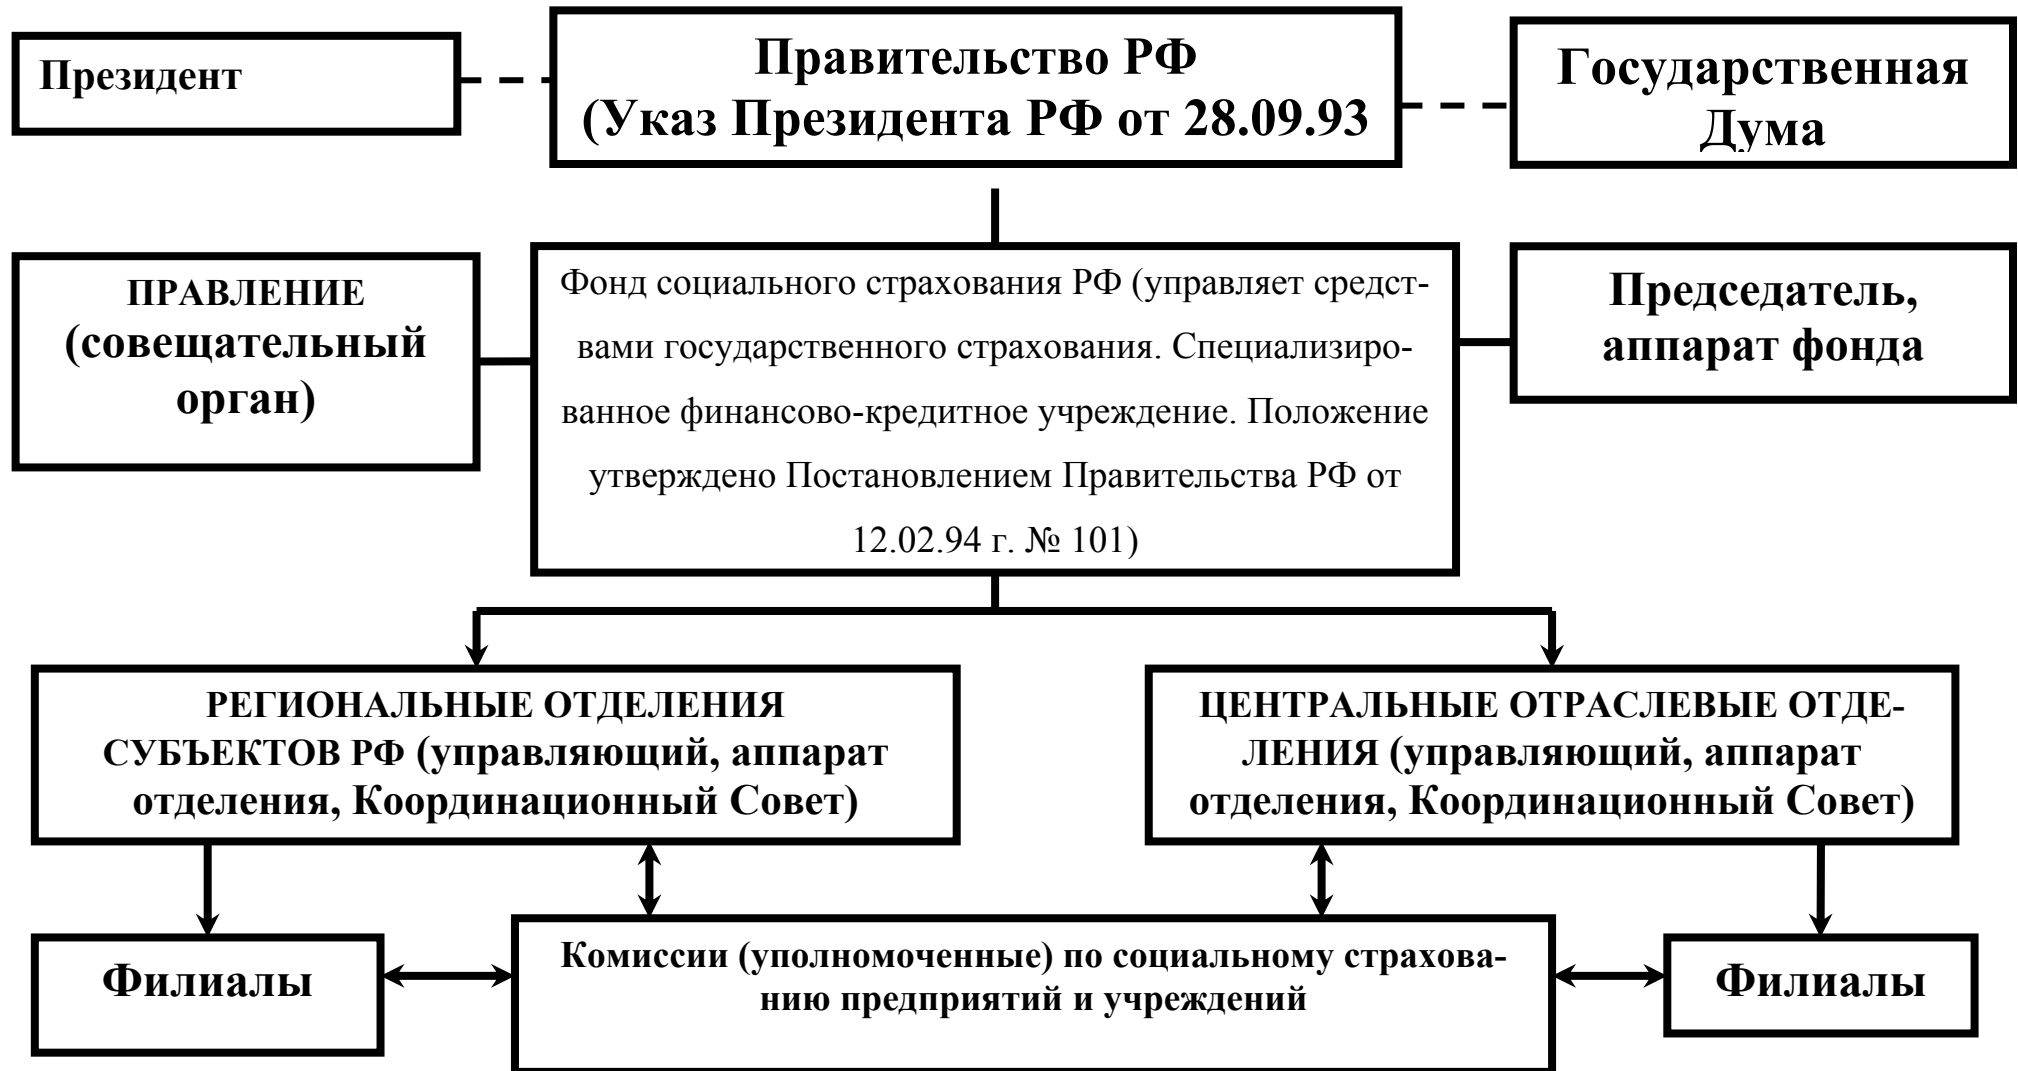 Президент
Правительство РФ
(Указ Президента РФ от 28.09.93
Государственная
Дума
ПРАВЛЕНИЕ
(совещательный
орган)
Фонд социального страхования РФ (управляет средст-
вами государственного страхования. Специализиро-
ванное финансово-кредитное учреждение. Положение
утверждено Постановлением Правительства РФ от
12.02.94 г. № 101)
Председатель,
аппарат фонда
РЕГИОНАЛЬНЫЕ ОТДЕЛЕНИЯ
СУБЪЕКТОВ РФ (управляющий, аппарат
отделения, Координационный Совет)
ЦЕНТРАЛЬНЫЕ ОТРАСЛЕВЫЕ ОТДЕ-
ЛЕНИЯ (управляющий, аппарат
отделения, Координационный Совет)
Филиалы
Комиссии (уполномоченные) по социальному страхова-
нию предприятий и учреждений
Филиалы